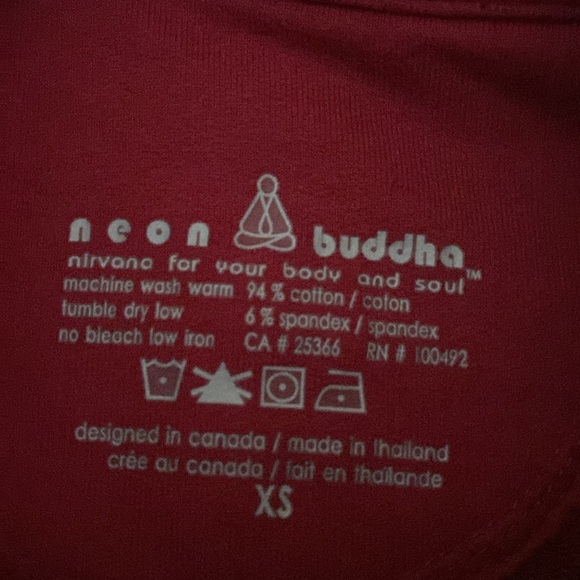 neon buddha
nirvana for your body and soul™
machine wash warm 94 % cotton / coton
tumble dry low 6 % spandex / spandex
no bleach low iron CA # 25366 RN # 100492
designed in canada / made in thailand
crée au canada / fait en thaïlande
XS